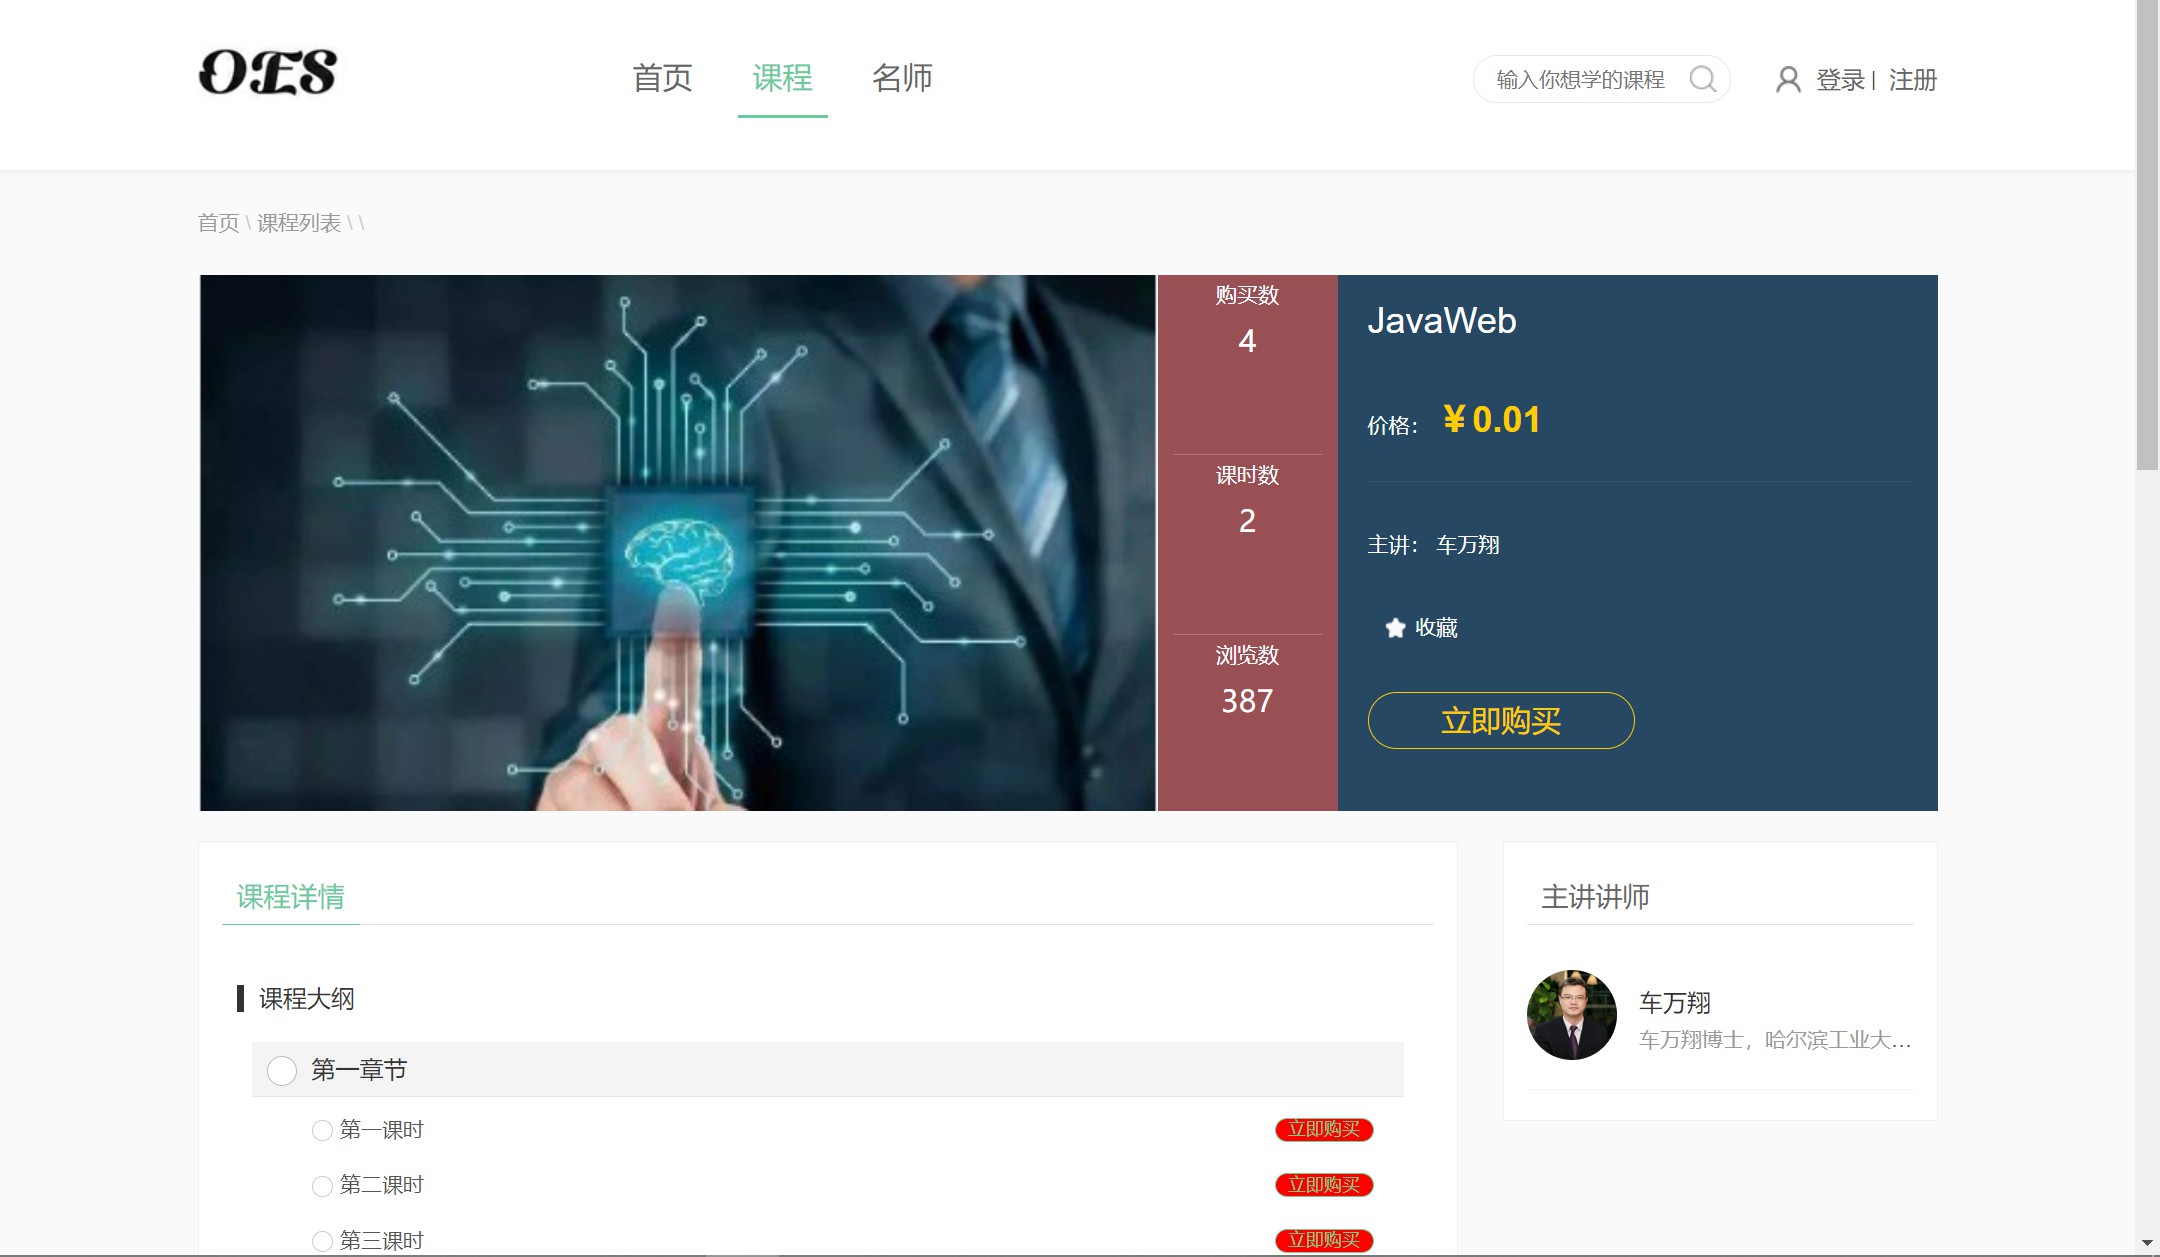 OES
首页
课程
名师
输入你想学的课程
登录 | 注册
首页 \ 课程列表 \ \
购买数
4
课时数
2
浏览数
387
JavaWeb
价格： ￥0.01
主讲： 车万翔
收藏
立即购买
课程详情
课程大纲
第一章节
第一课时
立即购买
第二课时
立即购买
第三课时
立即购买
主讲讲师
车万翔
车万翔博士，哈尔滨工业大...